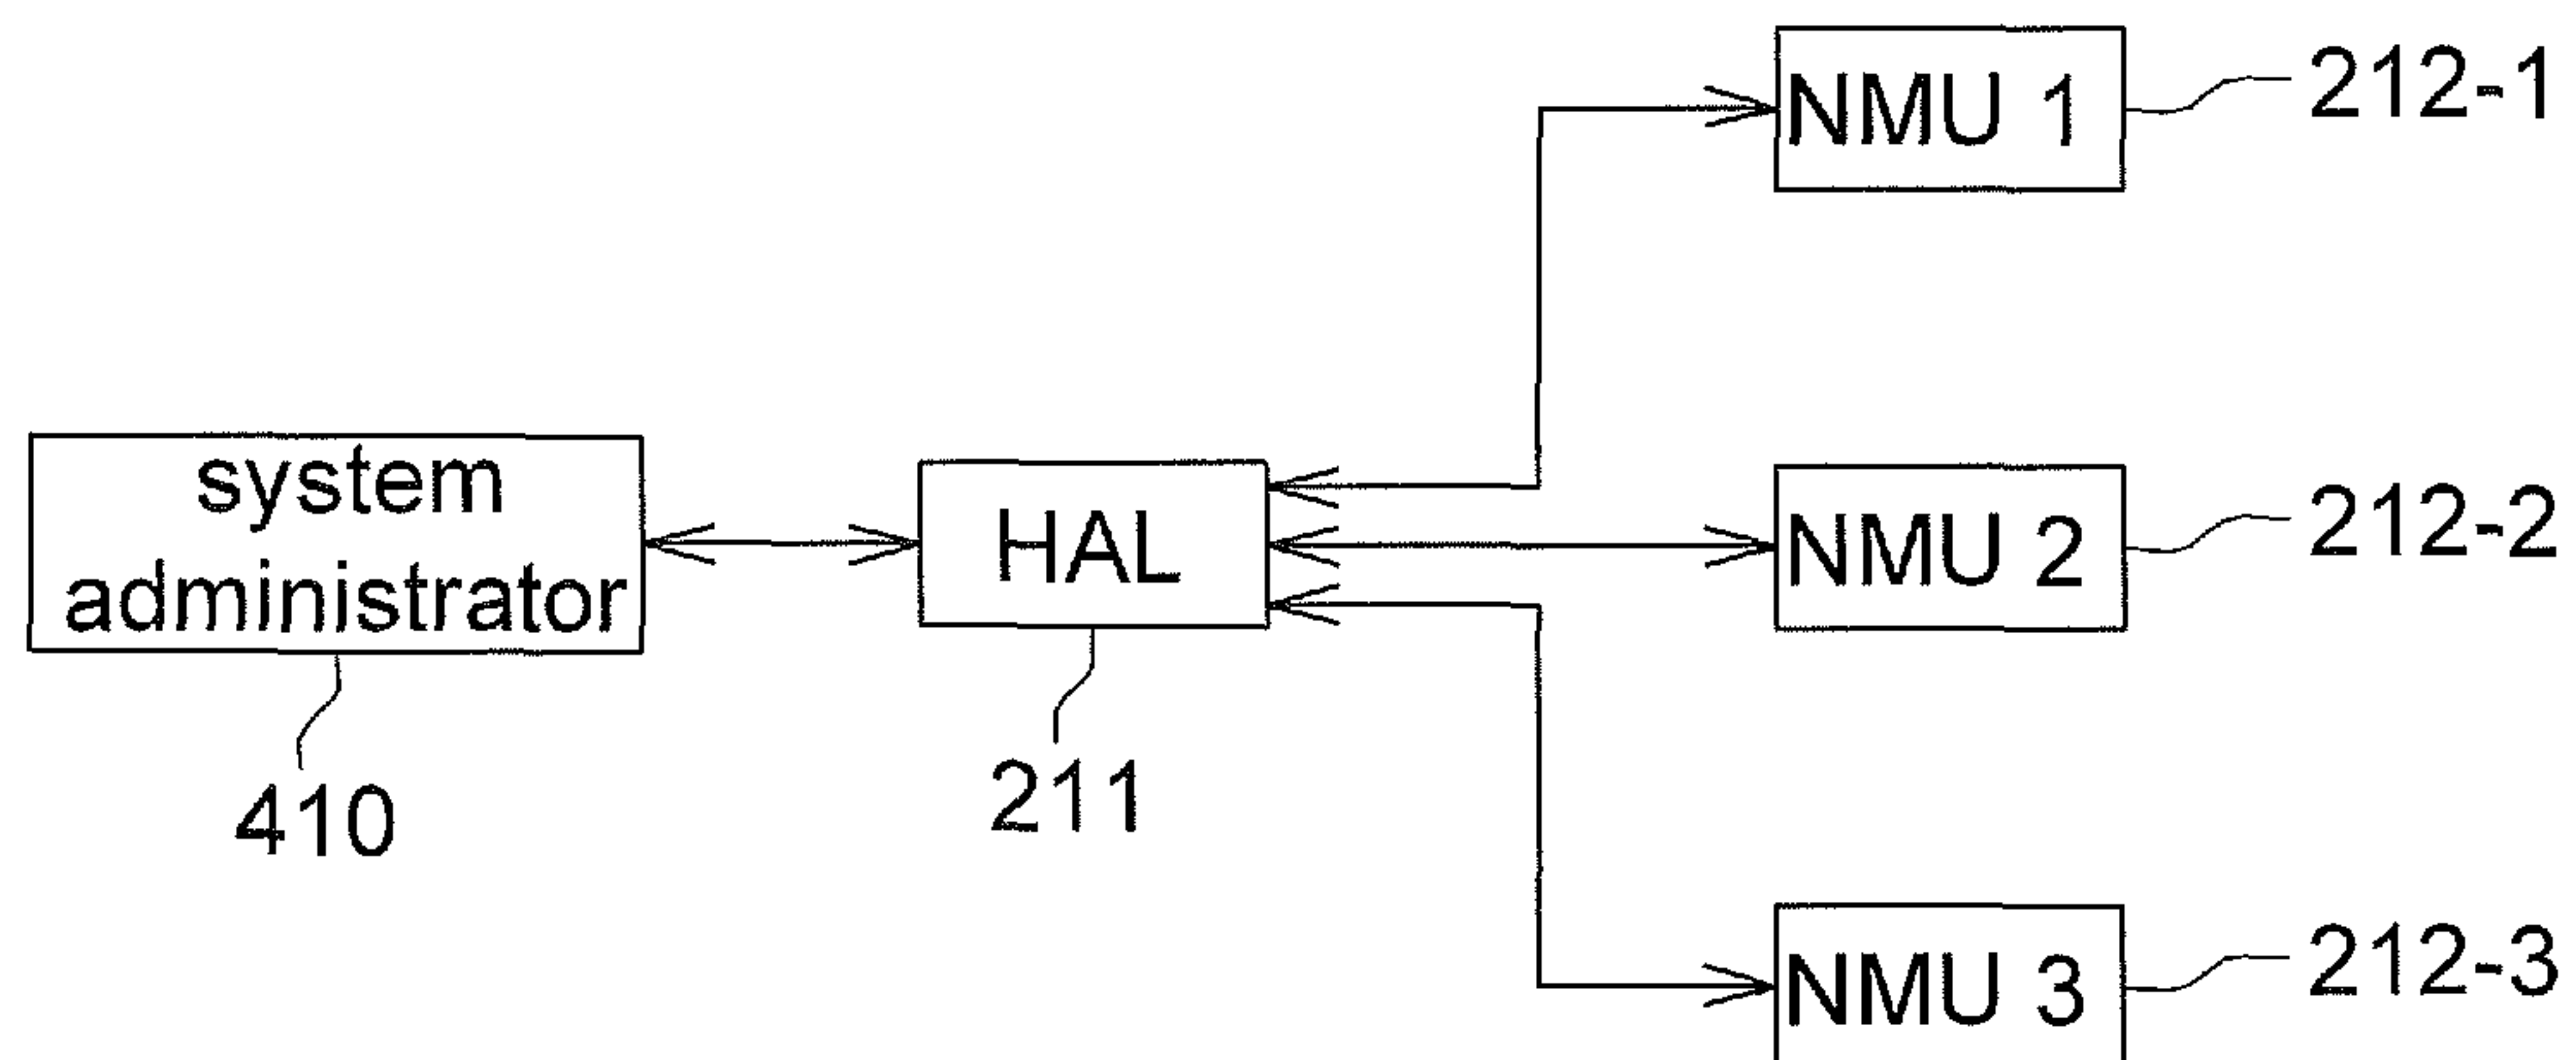 NMU 1
212-1
system
administrator
410
HAL
211
NMU 2
212-2
NMU 3
212-3